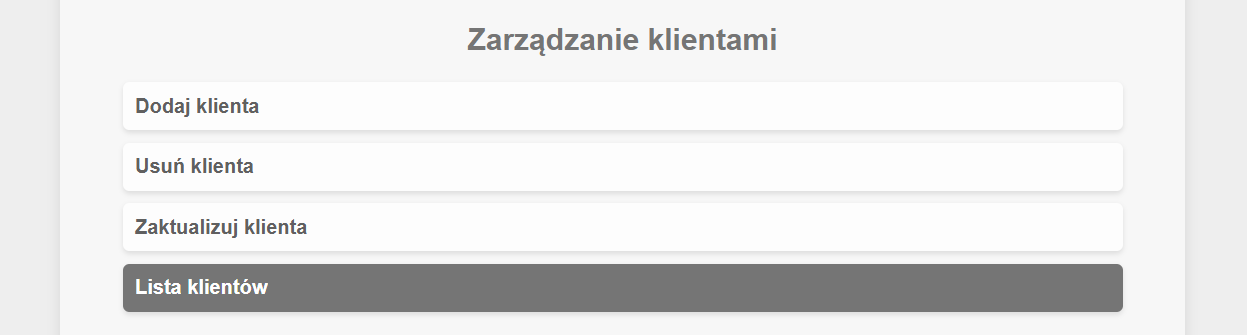 Zarządzanie klientami
Dodaj klienta
Usuń klienta
Zaktualizuj klienta
Lista klientów